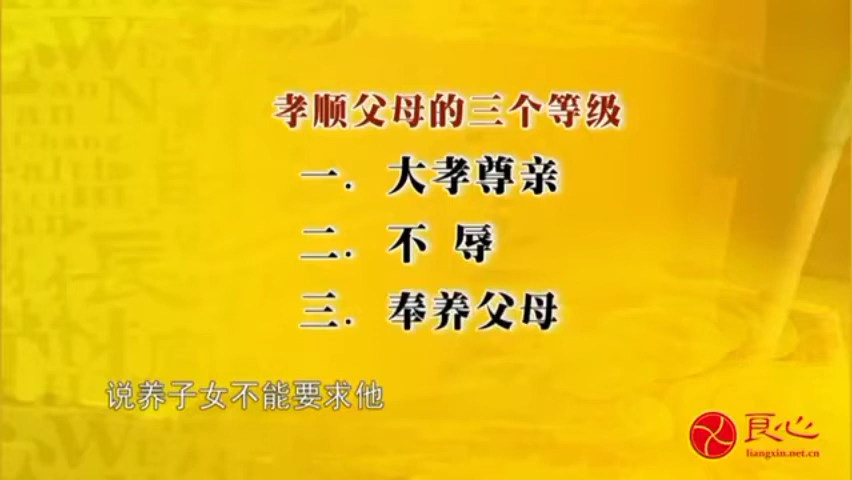 孝顺父母的三个等级
一. 大孝尊亲
二. 不 辱
三. 奉养父母
说养子女不能要求他
良心
liangxin.net.cn